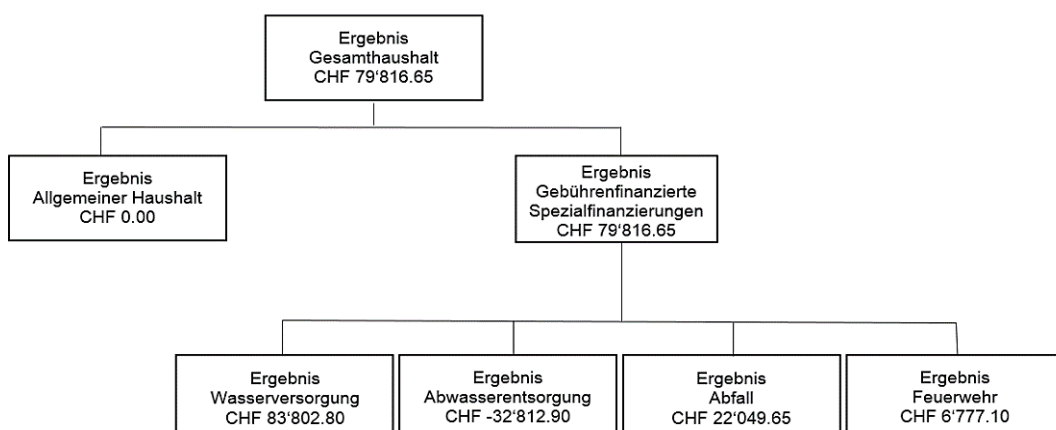 Ergebnis
Gesamthaushalt
CHF 79‘816.65
Ergebnis
Allgemeiner Haushalt
CHF 0.00
Ergebnis
Gebührenfinanzierte
Spezialfinanzierungen
CHF 79‘816.65
Ergebnis
Wasserversorgung
CHF 83‘802.80
Ergebnis
Abwasserentsorgung
CHF -32‘812.90
Ergebnis
Abfall
CHF 22‘049.65
Ergebnis
Feuerwehr
CHF 6‘777.10